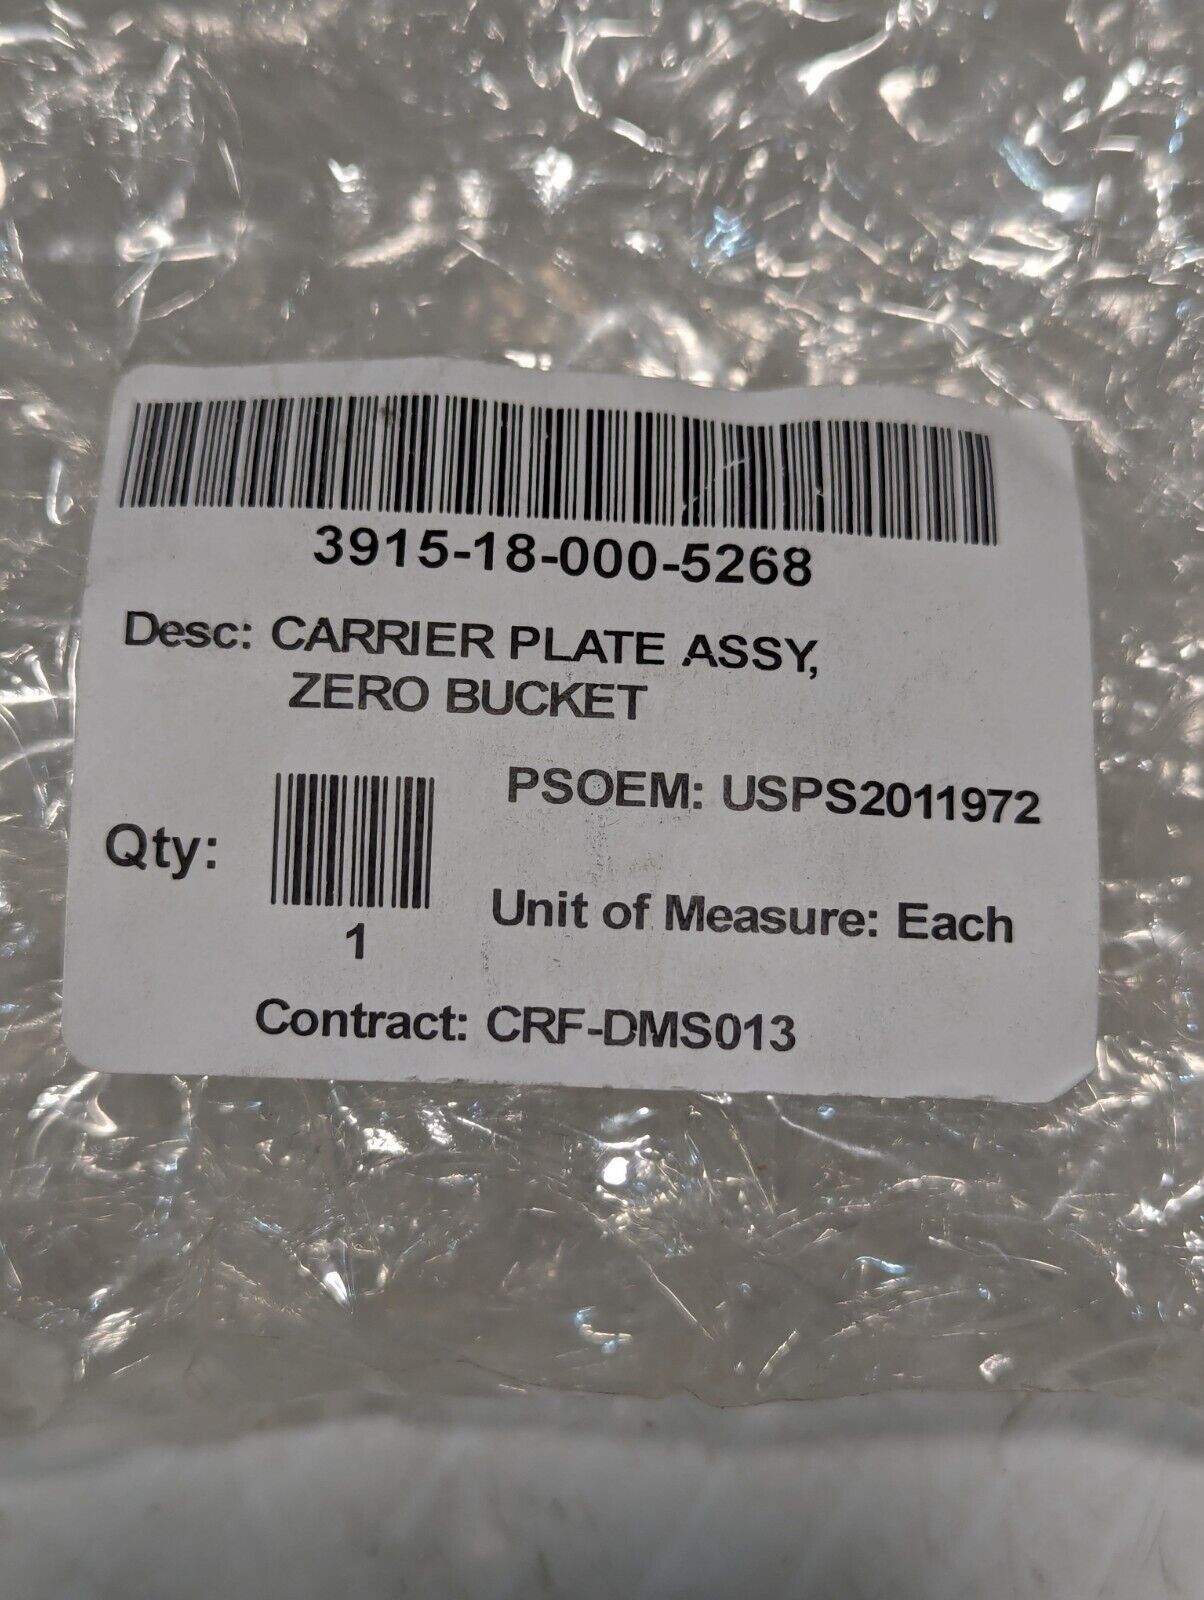 3915-18-000-5268
Desc: CARRIER PLATE ASSY,
ZERO BUCKET
PSOEM: USPS2011972
Qty:
1
Unit of Measure: Each
Contract: CRF-DMS013